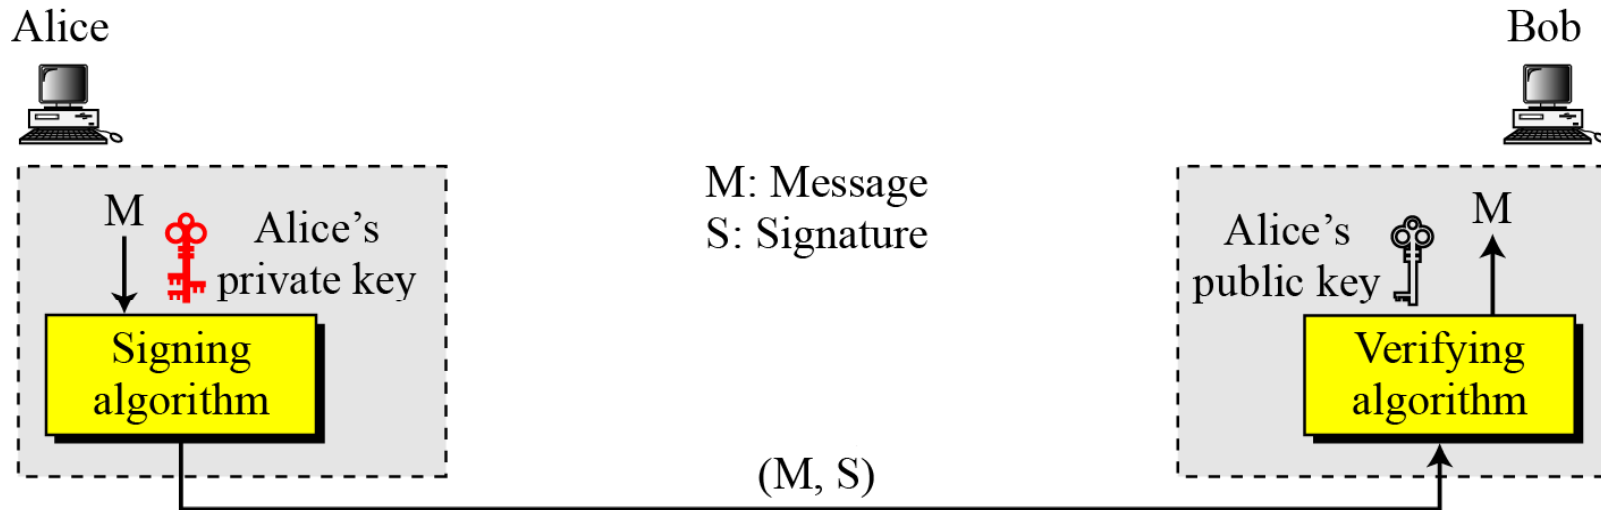 Alice
Bob
M
Alice’s
private key
Signing
algorithm
M: Message
S: Signature
(M, S)
Alice’s
public key
M
Verifying
algorithm